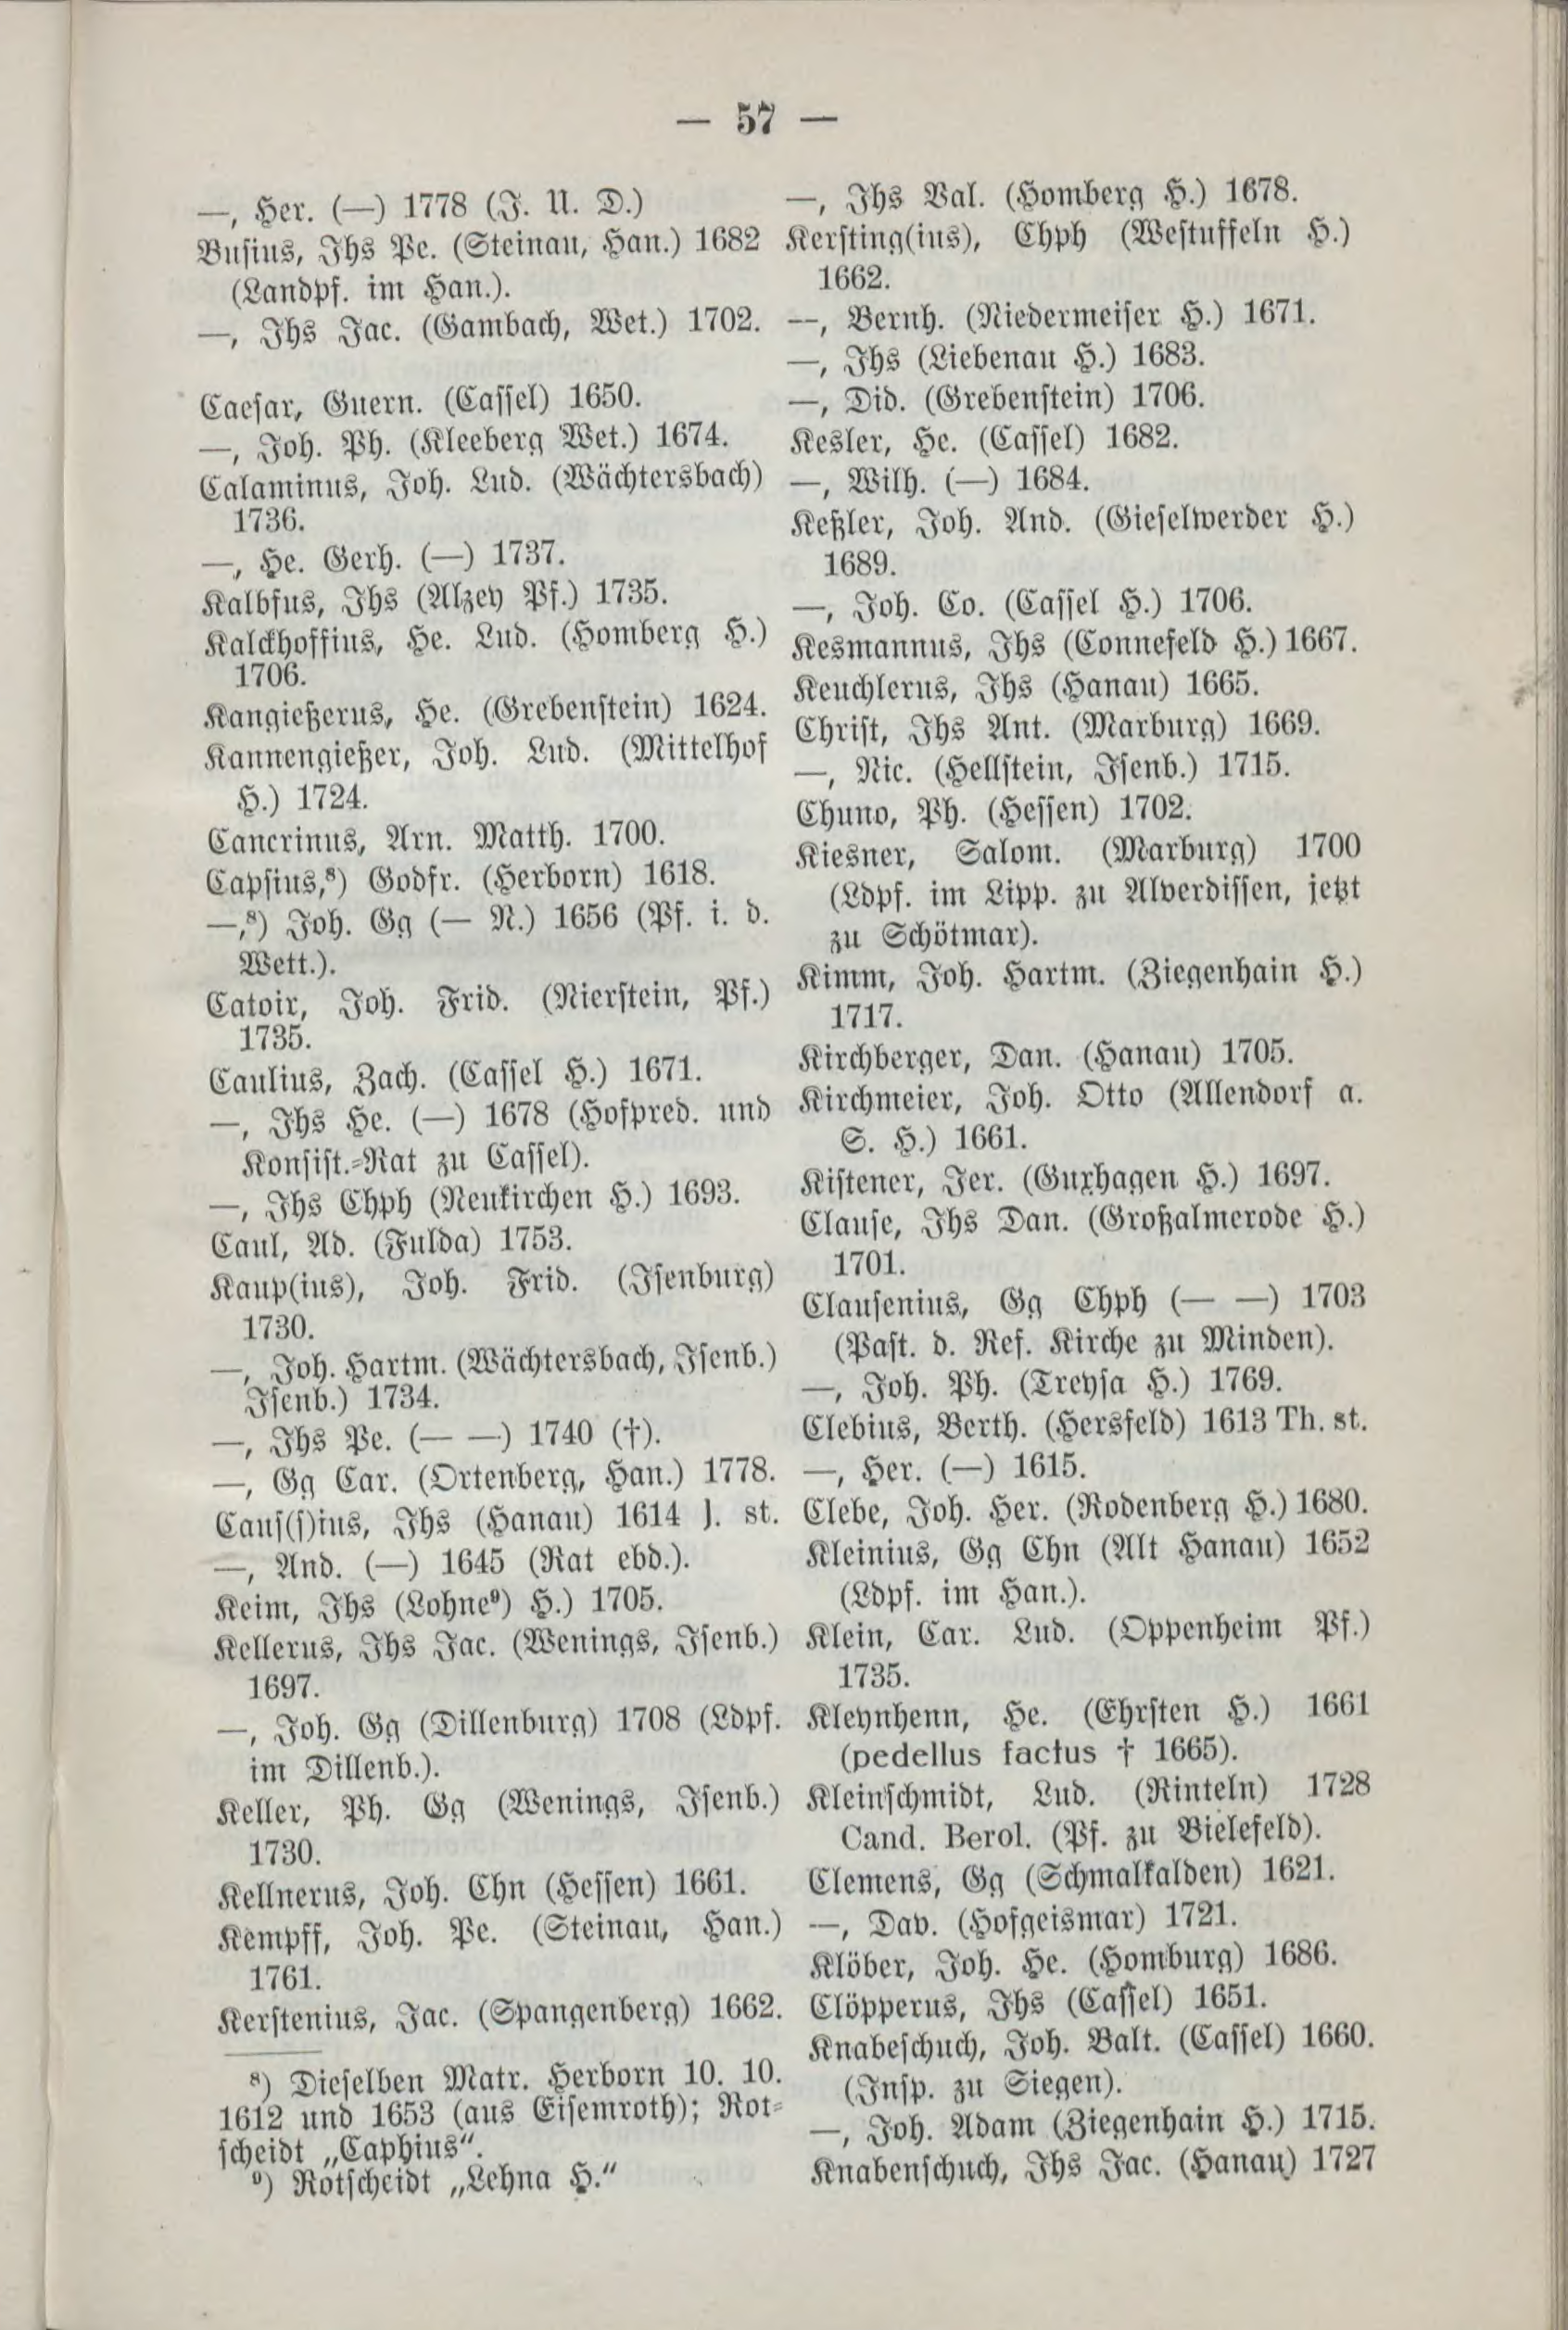 — 57 —
—, Her. (—) 1778 (J. U. D.)
Busius, Jhs Pe. (Steinau, Han.) 1682
(Landpf. im Han.).
—, Jhs Jac. (Gambach, Wet.) 1702.
Caesar, Guern. (Cassel) 1650.
—, Joh. Ph. (Kleeberg Wet.) 1674.
Calaminus, Joh. Lud. (Wächtersbach)
1736.
—, He. Gerh. (—) 1737.
Kalbfus, Jhs (Alzey Pf.) 1735.
Kalckhoffius, He. Lud. (Homberg H.)
1706.
Kangießerus, He. (Grebenstein) 1624.
Kannengießer, Joh. Lud. (Mittelhof
H.) 1724.
Cancrinus, Arn. Matth. 1700.
Capsius,⁸) Godfr. (Herborn) 1618.
—,⁸) Joh. Gg (— N.) 1656 (Pf. i. d.
Wett.).
Catoir, Joh. Frid. (Nierstein, Pf.)
1735.
Caulius, Zach. (Cassel H.) 1671.
—, Jhs He. (—) 1678 (Hofpred. und
Konsist.-Rat zu Cassel).
—, Jhs Chph (Neukirchen H.) 1693.
Caul, Ad. (Fulda) 1753.
Kaup(ius), Joh. Frid. (Isenburg)
1730.
—, Joh. Hartm. (Wächtersbach, Isenb.)
Isenb.) 1734.
—, Jhs Pe. (— —) 1740 (†).
—, Gg Car. (Ortenberg, Han.) 1778.
Caus(s)ius, Jhs (Hanau) 1614 J. st.
—, And. (—) 1645 (Rat ebd.).
Keim, Jhs (Lohne⁹) H.) 1705.
Kellerus, Jhs Jac. (Wenings, Isenb.)
1697.
—, Joh. Gg (Dillenburg) 1708 (Ldpf.
im Dillenb.).
Keller, Ph. Gg (Wenings, Isenb.)
1730.
Kellnerus, Joh. Chn (Hessen) 1661.
Kempff, Joh. Pe. (Steinau, Han.)
1761.
Kerstenius, Jac. (Spangenberg) 1662.
⁸) Dieselben Matr. Herborn 10. 10.
1612 und 1653 (aus Eisemroth); Rot-
scheidt „Caphius“.
⁹) Rotscheidt „Lehna H.“
—, Jhs Val. (Homberg H.) 1678.
Kersting(ius), Chph (Westuffeln H.)
1662.
—, Bernh. (Niedermeiser H.) 1671.
—, Jhs (Liebenau H.) 1683.
—, Did. (Grebenstein) 1706.
Kesler, He. (Cassel) 1682.
—, Wilh. (—) 1684.
Keßler, Joh. And. (Gieselwerder H.)
1689.
—, Joh. Co. (Cassel H.) 1706.
Kesmannus, Jhs (Connefeld H.) 1667.
Keuchlerus, Jhs (Hanau) 1665.
Christ, Jhs Ant. (Marburg) 1669.
—, Nic. (Hellstein, Isenb.) 1715.
Chuno, Ph. (Hessen) 1702.
Kiesner, Salom. (Marburg) 1700
(Ldpf. im Lipp. zu Alverdissen, jetzt
zu Schötmar).
Kimm, Joh. Hartm. (Ziegenhain H.)
1717.
Kirchberger, Dan. (Hanau) 1705.
Kirchmeier, Joh. Otto (Allendorf a.
S. H.) 1661.
Kistener, Jer. (Guxhagen H.) 1697.
Clause, Jhs Dan. (Großalmerode H.)
1701.
Clausenius, Gg Chph (— —) 1703
(Past. d. Ref. Kirche zu Minden).
—, Joh. Ph. (Treysa H.) 1769.
Clebius, Berth. (Hersfeld) 1613 Th. st.
—, Her. (—) 1615.
Clebe, Joh. Her. (Rodenberg H.) 1680.
Kleinius, Gg Chn (Alt Hanau) 1652
(Ldpf. im Han.).
Klein, Car. Lud. (Oppenheim Pf.)
1735.
Kleynhenn, He. (Ehrsten H.) 1661
(pedellus factus † 1665).
Kleinschmidt, Lud. (Rinteln) 1728
Cand. Berol. (Pf. zu Bielefeld).
Clemens, Gg (Schmalkalden) 1621.
—, Dav. (Hofgeismar) 1721.
Klöber, Joh. He. (Homburg) 1686.
Clöpperus, Jhs (Cassel) 1651.
Knabeschuch, Joh. Balt. (Cassel) 1660.
(Insp. zu Siegen).
—, Joh. Adam (Ziegenhain H.) 1715.
Knabenschuch, Jhs Jac. (Hanau) 1727